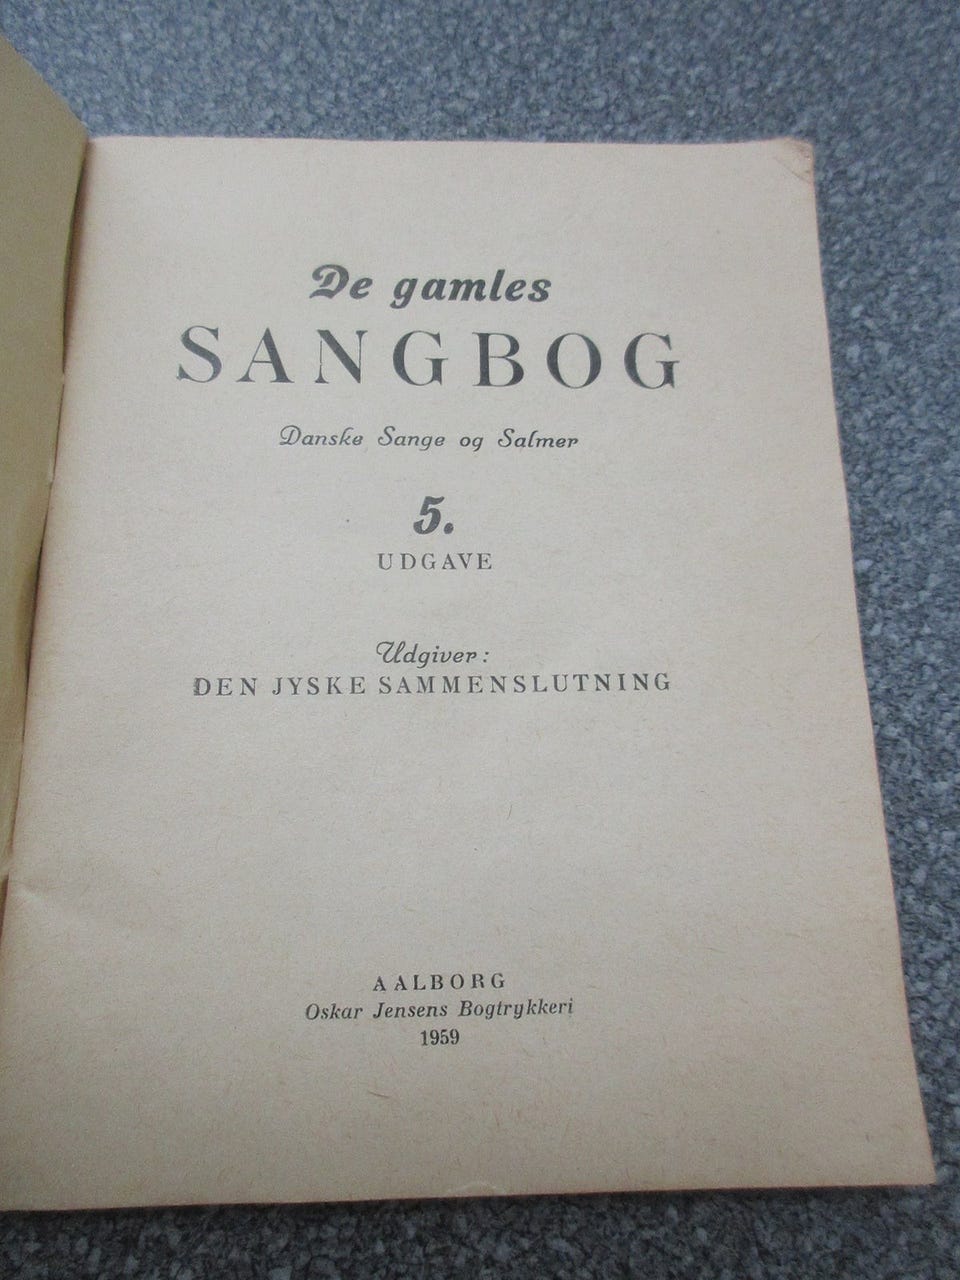 De gamles
SANGBOG
Danske Sange og Salmer
5.
UDGAVE
Udgiver:
DEN JYSKE SAMMENSLUTNING
AALBORG
Oskar Jensens Bogtrykkeri
1959